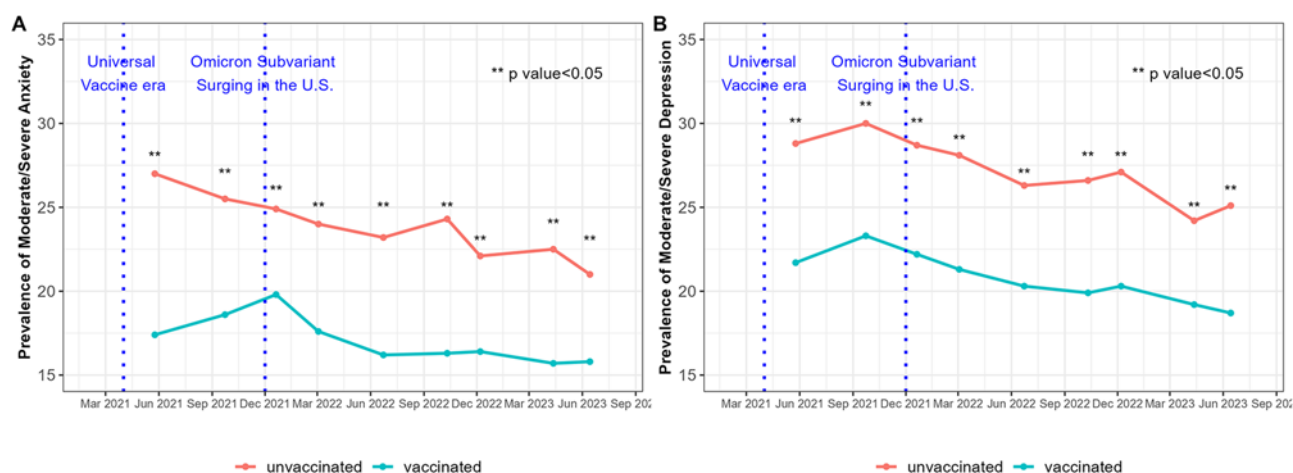 A
Prevalence of Moderate/Severe Anxiety
35
30
25
20
15
Universal
Vaccine era
Omicron Subvariant
Surging in the U.S.
** p value<0.05
**
**
**
**
**
**
**
**
**
Mar 2021 Jun 2021 Sep 2021 Dec 2021 Mar 2022 Jun 2022 Sep 2022 Dec 2022 Mar 2023 Jun 2023 Sep 202
unvaccinated vaccinated
B
Prevalence of Moderate/Severe Depression
35
30
25
20
15
Universal
Vaccine era
Omicron Subvariant
Surging in the U.S.
** p value<0.05
**
**
**
**
**
**
**
**
**
Mar 2021 Jun 2021 Sep 2021 Dec 2021 Mar 2022 Jun 2022 Sep 2022 Dec 2022 Mar 2023 Jun 2023 Sep 202
unvaccinated vaccinated